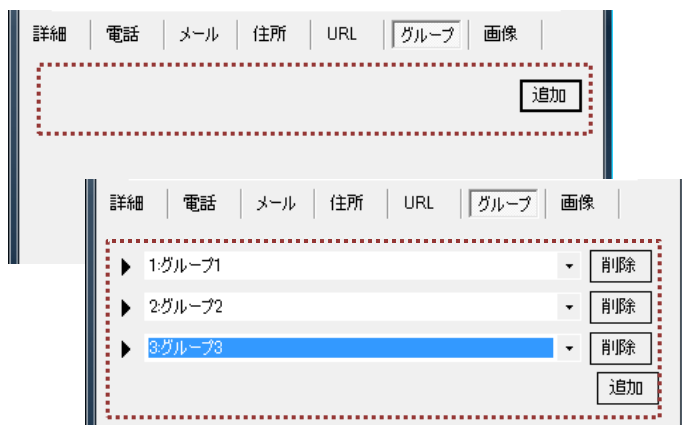 詳細 電話 メール 住所 URL グループ 画像
追加
詳細 電話 メール 住所 URL グループ 画像
1:グループ1 削除
2:グループ2 削除
3:グループ3 削除
追加